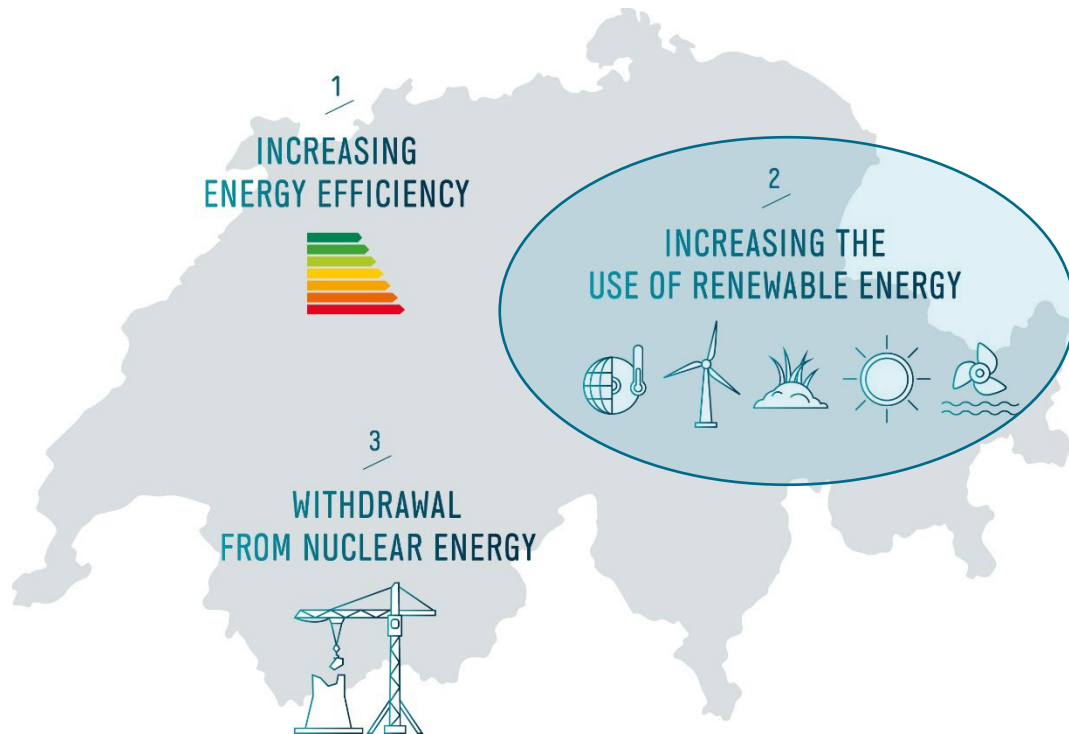 1
INCREASING
ENERGY EFFICIENCY
2
INCREASING THE
USE OF RENEWABLE ENERGY
3
WITHDRAWAL
FROM NUCLEAR ENERGY